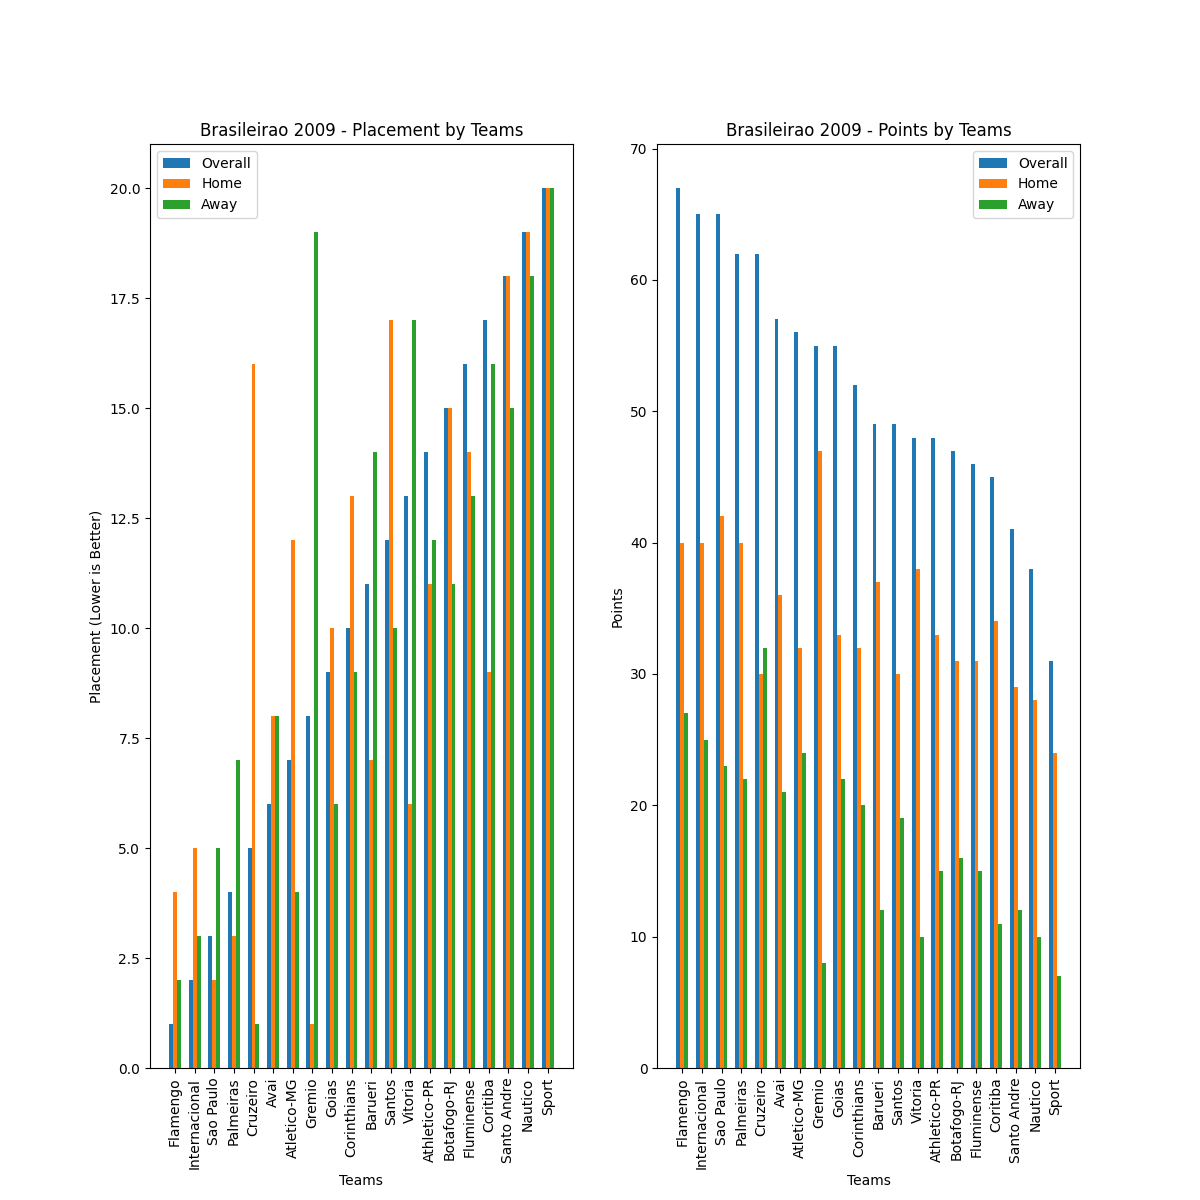 Brasileirao 2009 - Placement by Teams
Overall
Home
Away
20.0
17.5
15.0
12.5
10.0
7.5
5.0
2.5
0.0
Placement (Lower is Better)
Flamengo
Internacional
Sao Paulo
Palmeiras
Cruzeiro
Avai
Atletico-MG
Gremio
Goias
Corinthians
Barueri
Santos
Vitoria
Athletico-PR
Botafogo-RJ
Fluminense
Coritiba
Santo Andre
Nautico
Sport
Teams
Brasileirao 2009 - Points by Teams
Overall
Home
Away
70
60
50
40
30
20
10
0
Points
Flamengo
Internacional
Sao Paulo
Palmeiras
Cruzeiro
Avai
Atletico-MG
Gremio
Goias
Corinthians
Barueri
Santos
Vitoria
Athletico-PR
Botafogo-RJ
Fluminense
Coritiba
Santo Andre
Nautico
Sport
Teams